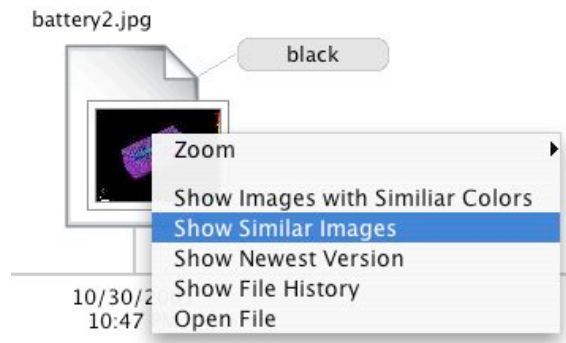 battery2.jpg
black
Zoom
Show Images with Similiar Colors
Show Similar Images
Show Newest Version
Show File History
10/30/2
Open File
10:47